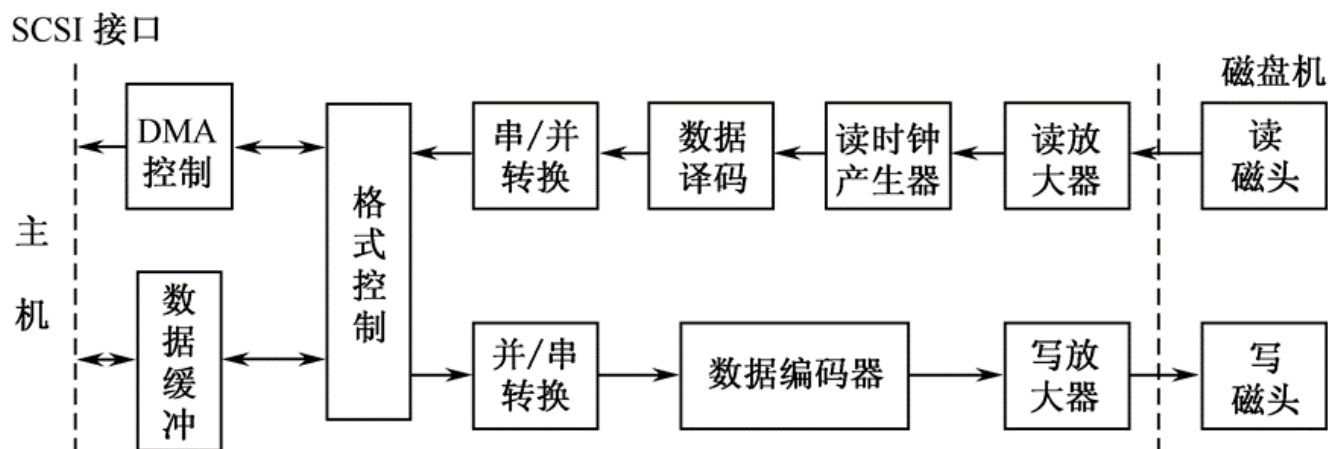 SCSI 接口
磁盘机
DMA
控制
串/并
转换
数据
译码
读时钟
产生器
读放
大器
读
磁头
主
机
格
式
控
制
数
据
缓
冲
并/串
转换
数据编码器
写放
大器
写
磁头